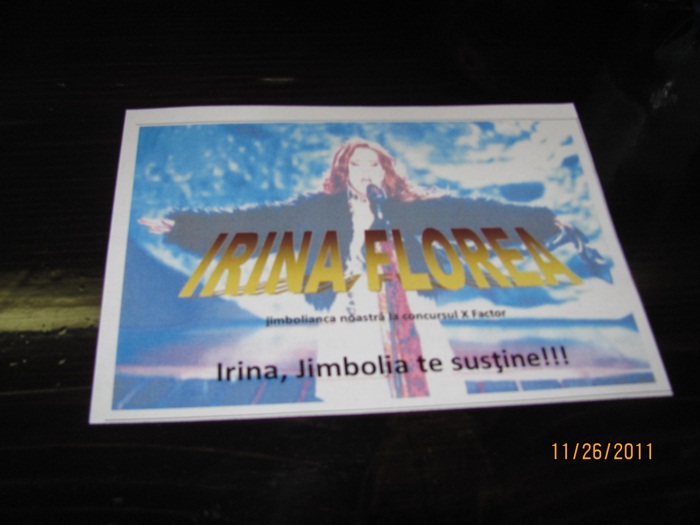 IRINA FLOREA
jimbolianca noastră la concursul X Factor
Irina, Jimbolia te susţine!!!
11/26/2011